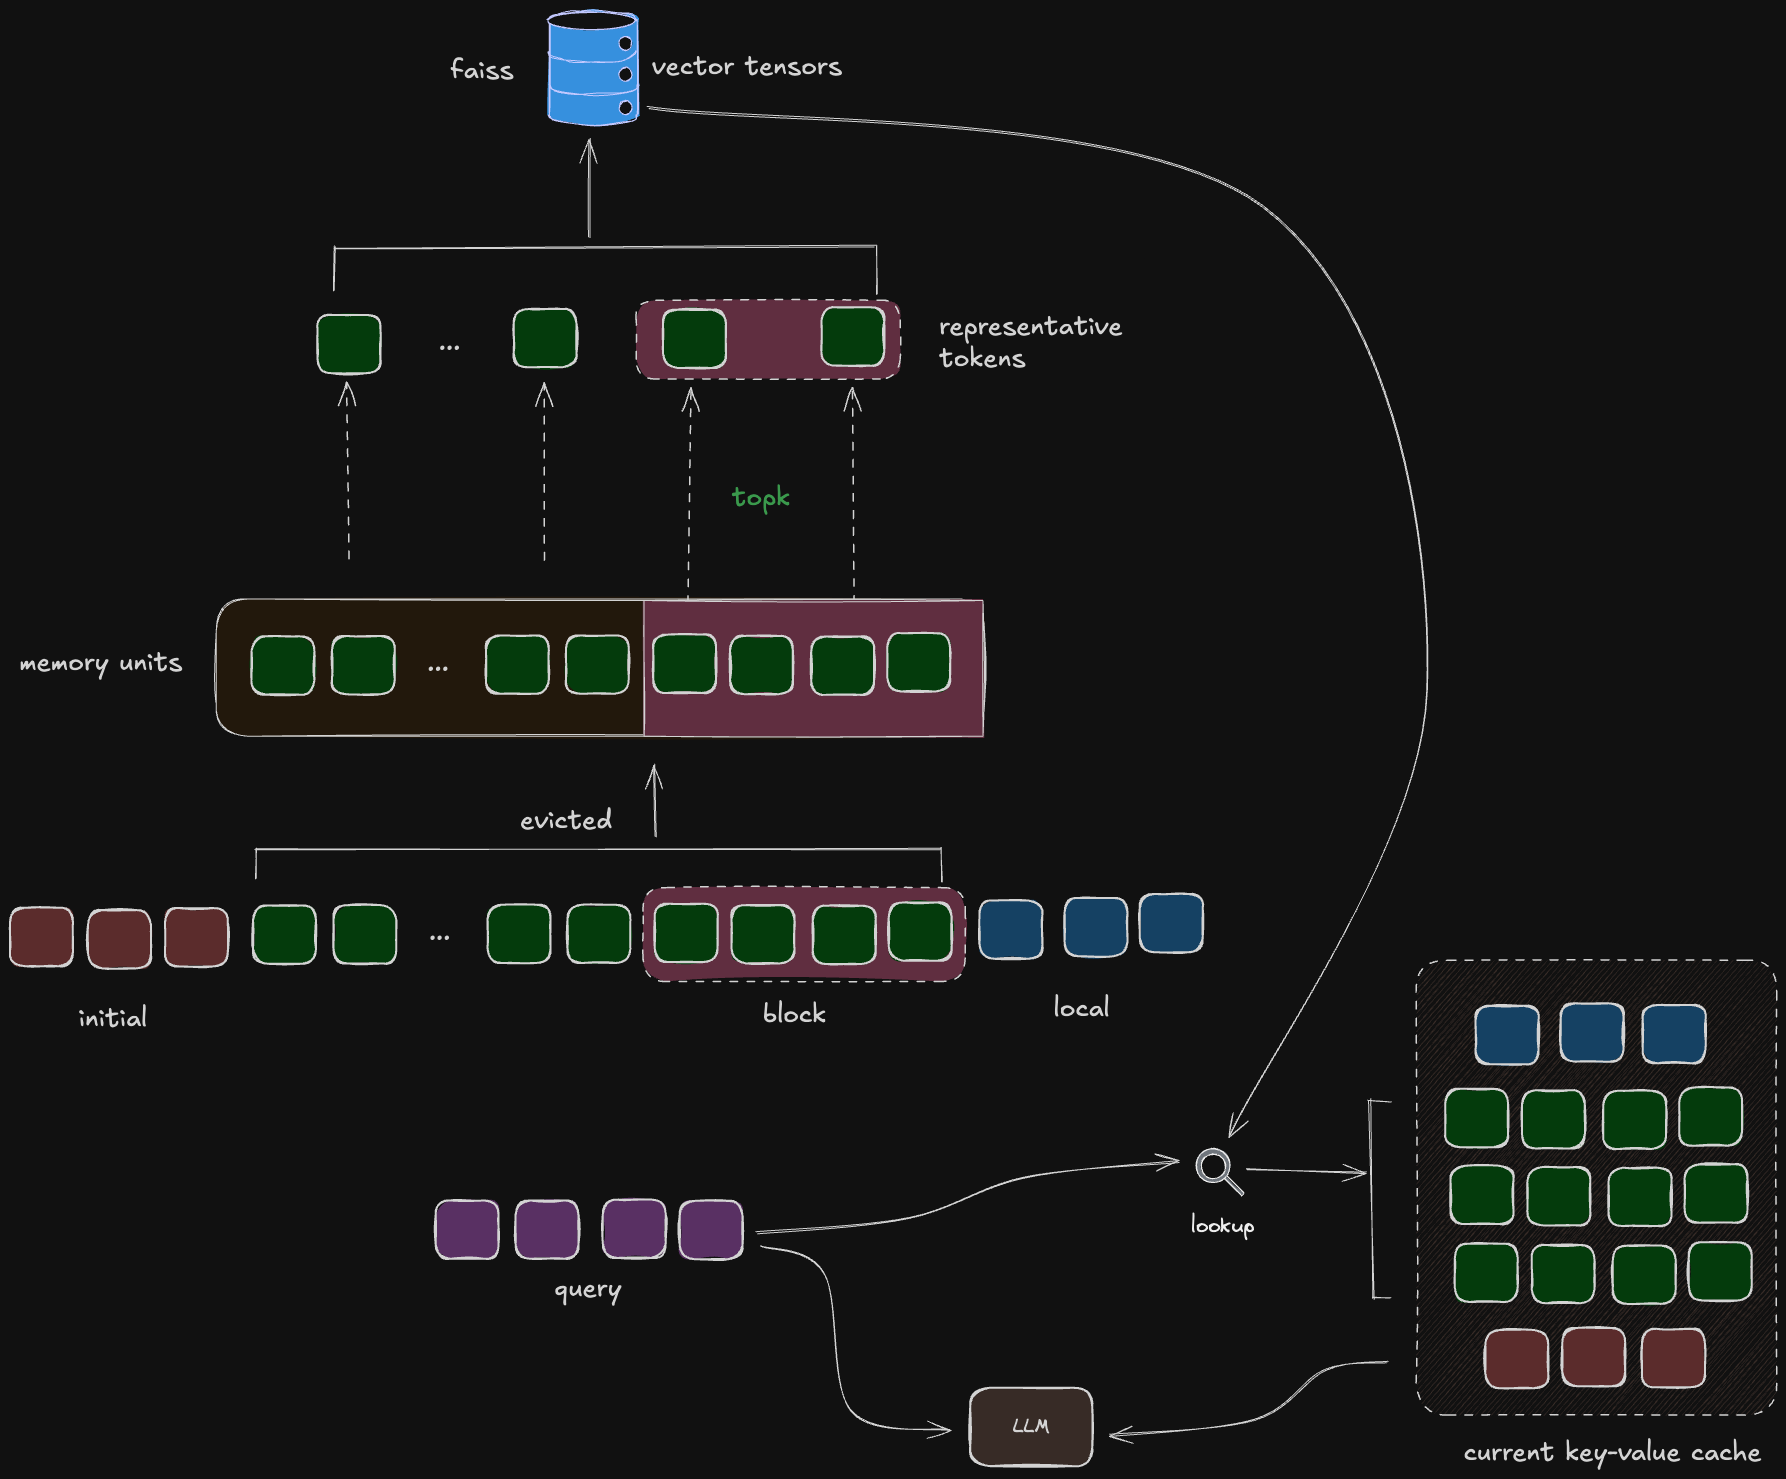 faiss
vector tensors
...
representative
tokens
topk
memory units
...
evicted
...
initial
block
local
lookup
query
LLM
current key-value cache